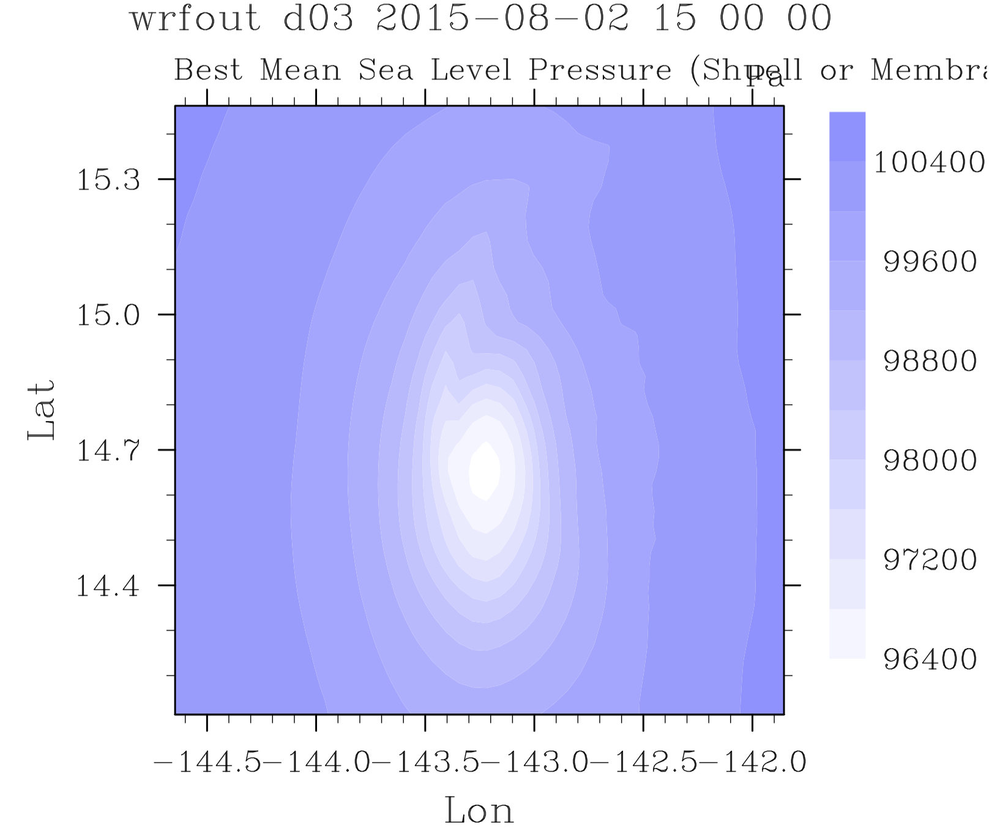 wrfout d03 2015-08-02 15 00 00
Best Mean Sea Level Pressure (Shuell or Membra
Pa
15.3
15.0
14.7
14.4
Lat
-144.5-144.0-143.5-143.0-142.5-142.0
Lon
100400
99600
98800
98000
97200
96400